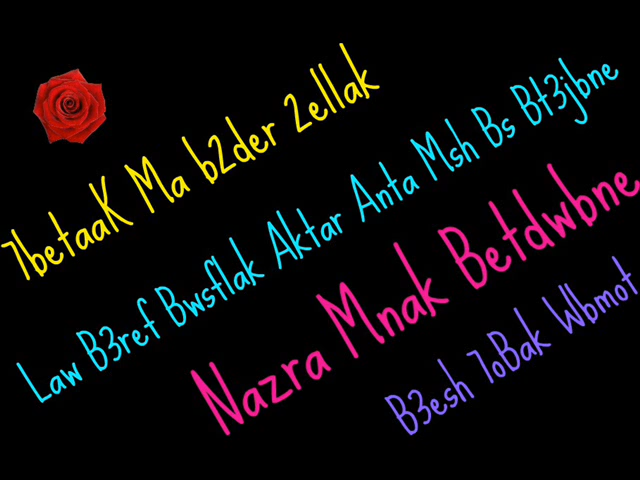 7betaaK Ma b2der 2ellak
Law B3ref Bwsflak Aktar Anta Msh Bs Bt3jbne
Nazra Mnak Betdwbne
B3esh 7oBak Wbmot